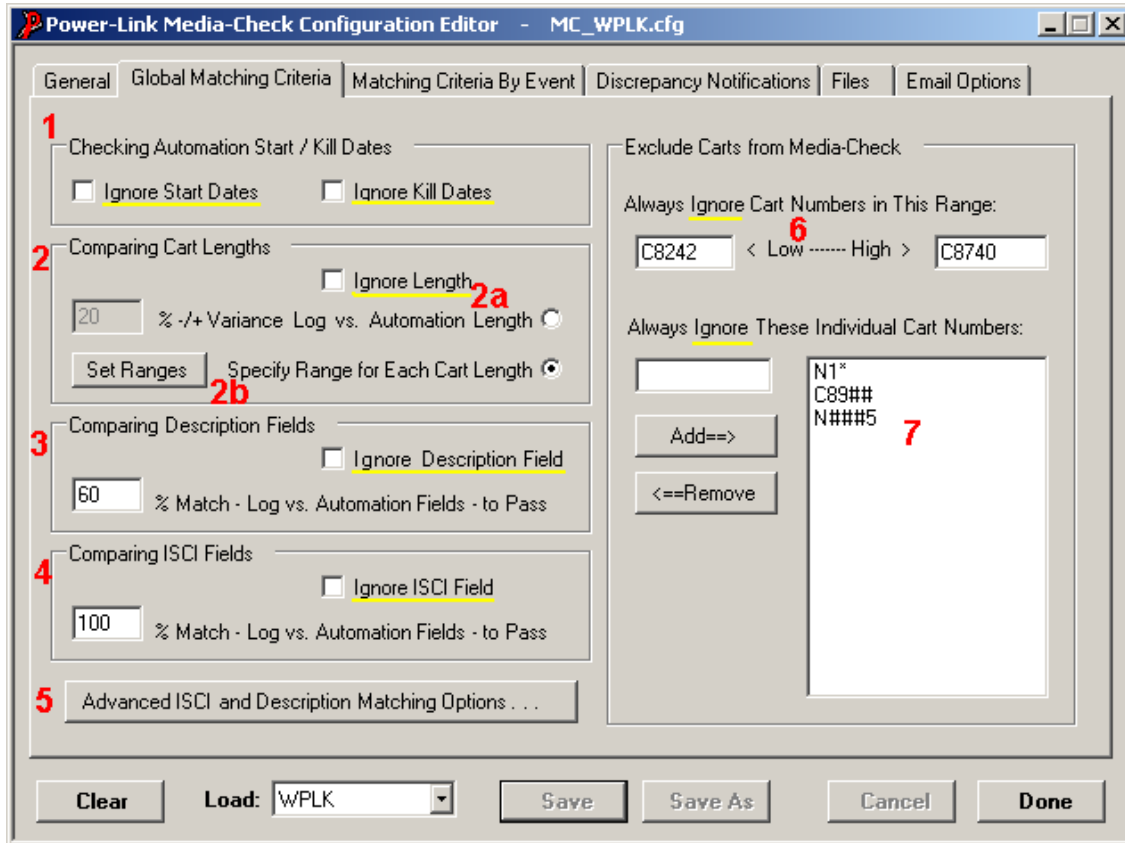 Power-Link Media-Check Configuration Editor - MC_WPLK.cfg
General
Global Matching Criteria
Matching Criteria By Event
Discrepancy Notifications
Files
Email Options
1
Checking Automation Start / Kill Dates
Ignore Start Dates
Ignore Kill Dates
2
Comparing Cart Lengths
Ignore Length
2a
20 % -/+ Variance Log vs. Automation Length
Set Ranges
Specify Range for Each Cart Length
2b
3
Comparing Description Fields
Ignore Description Field
60 % Match - Log vs. Automation Fields - to Pass
4
Comparing ISCI Fields
Ignore ISCI Field
100 % Match - Log vs. Automation Fields - to Pass
5
Advanced ISCI and Description Matching Options . . .
Exclude Carts from Media-Check
Always Ignore Cart Numbers in This Range:
6
C8242 < Low ------- High > C8740
Always Ignore These Individual Cart Numbers:
Add==>
<==Remove
N1*
C89##
N###5
7
Clear
Load: WPLK
Save
Save As
Cancel
Done